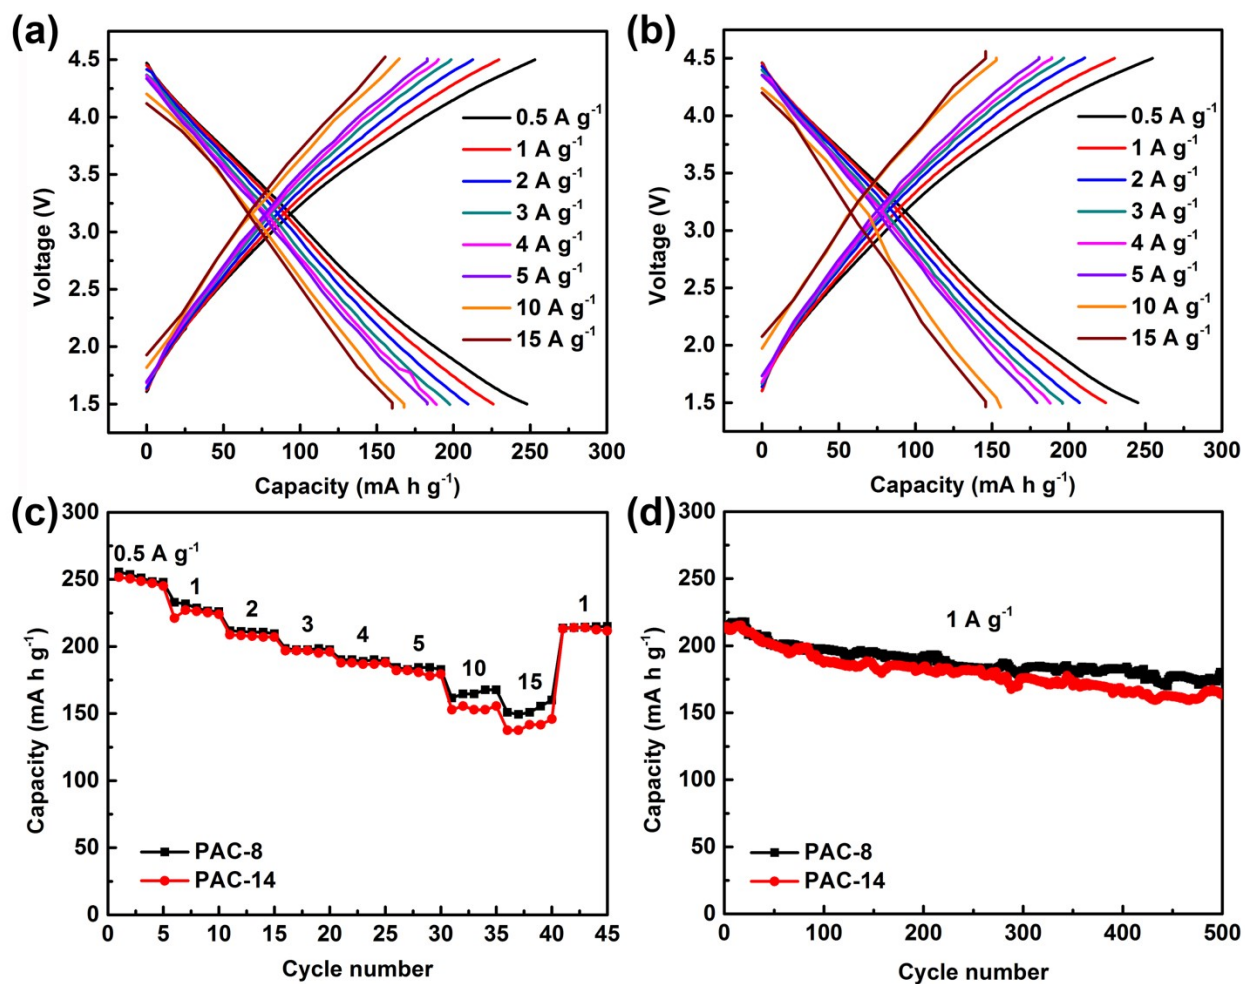 (a)
4.5
4.0
3.5
3.0
2.5
2.0
1.5
Voltage (V)
0.5 A g⁻¹
1 A g⁻¹
2 A g⁻¹
3 A g⁻¹
4 A g⁻¹
5 A g⁻¹
10 A g⁻¹
15 A g⁻¹
0 50 100 150 200 250 300
Capacity (mA h g⁻¹)
(b)
4.5
4.0
3.5
3.0
2.5
2.0
1.5
Voltage (V)
0.5 A g⁻¹
1 A g⁻¹
2 A g⁻¹
3 A g⁻¹
4 A g⁻¹
5 A g⁻¹
10 A g⁻¹
15 A g⁻¹
0 50 100 150 200 250 300
Capacity (mA h g⁻¹)
(c)
300
250
200
150
100
50
0
Capacity (mA h g⁻¹)
0.5 A g⁻¹
1
2
3
4
5
10
15
1
PAC-8
PAC-14
0 5 10 15 20 25 30 35 40 45
Cycle number
(d)
300
250
200
150
100
50
0
Capacity (mA h g⁻¹)
1 A g⁻¹
PAC-8
PAC-14
0 100 200 300 400 500
Cycle number